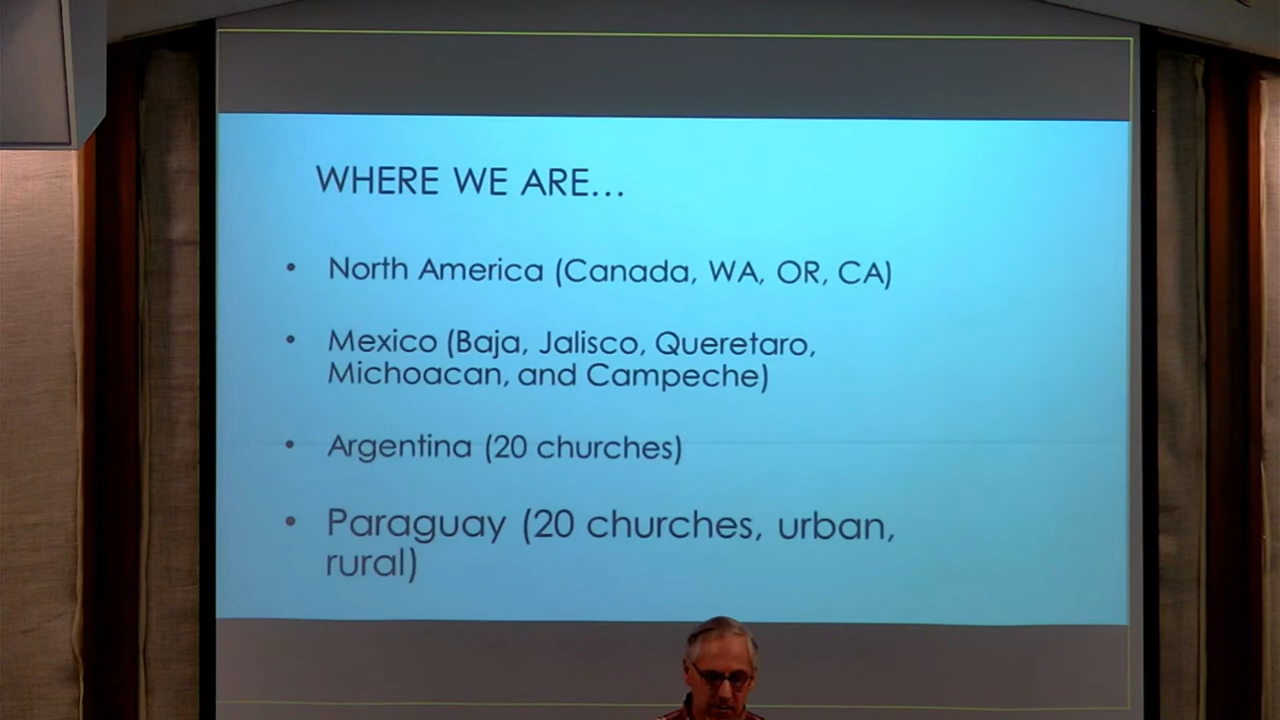 WHERE WE ARE…
• North America (Canada, WA, OR, CA)
• Mexico (Baja, Jalisco, Queretaro,
Michoacan, and Campeche)
• Argentina (20 churches)
• Paraguay (20 churches, urban,
rural)